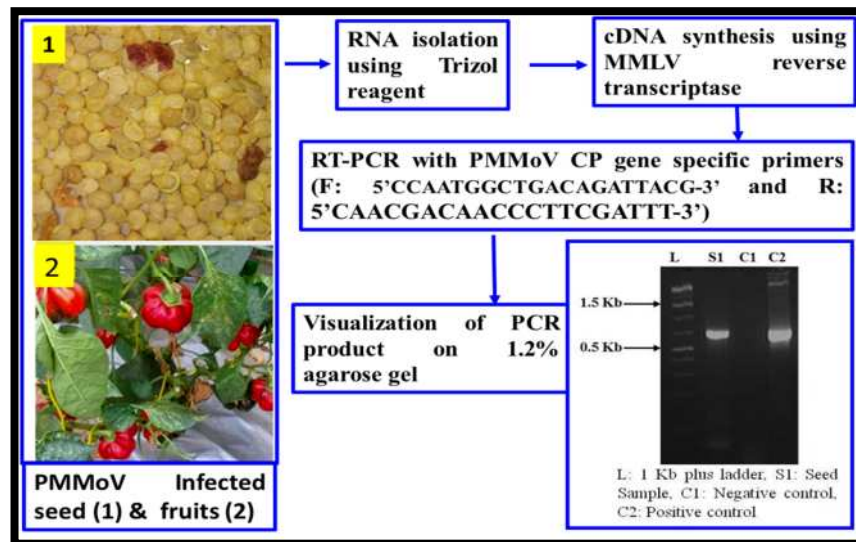 1
RNA isolation
using Trizol
reagent
cDNA synthesis using
MMLV reverse
transcriptase
RT-PCR with PMMoV CP gene specific primers
(F: 5’CCAATGGCTGACAGATTACG-3’ and R:
5’CAACGACAACCCTTCGATTT-3’)
2
Visualization of PCR
product on 1.2%
agarose gel
L S1 C1 C2
1.5 Kb
0.5 Kb
L: 1 Kb plus ladder, S1: Seed
Sample, C1: Negative control,
C2: Positive control
PMMoV Infected
seed (1) & fruits (2)